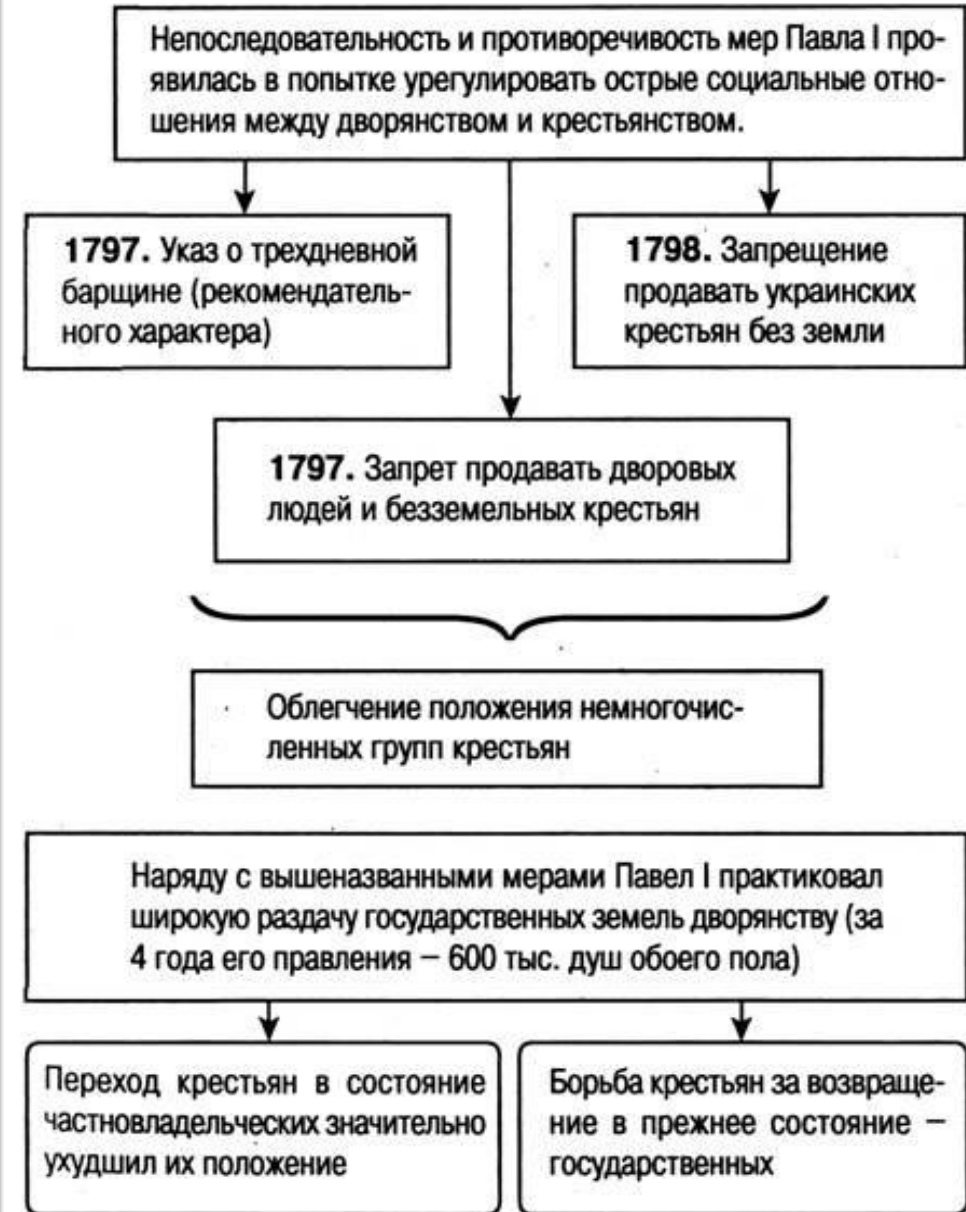 Непоследовательность и противоречивость мер Павла I про-
явилась в попытке урегулировать острые социальные отно-
шения между дворянством и крестьянством.
1797. Указ о трехдневной
барщине (рекомендатель-
ного характера)
1798. Запрещение
продавать украинских
крестьян без земли
1797. Запрет продавать дворовых
людей и безземельных крестьян
Облегчение положения немногочис-
ленных групп крестьян
Наряду с вышеназванными мерами Павел I практиковал
широкую раздачу государственных земель дворянству (за
4 года его правления – 600 тыс. душ обоего пола)
Переход крестьян в состояние
частновладельческих значительно
ухудшил их положение
Борьба крестьян за возвраще-
ние в прежнее состояние –
государственных